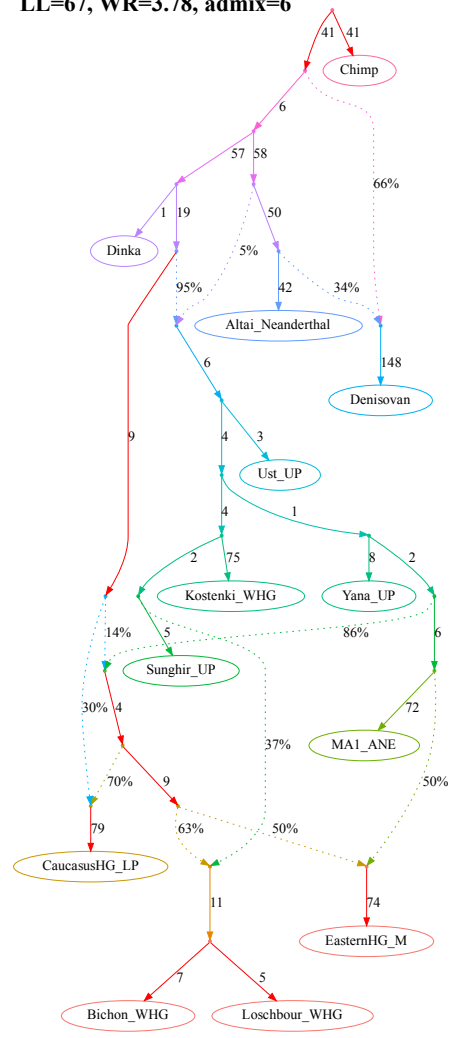 LL=67, WR=3.78, admix=6
41 41
Chimp
6
57 58
66%
1 19
50
Dinka
5%
95%
42
34%
Altai_Neanderthal
6
148
Denisovan
9
4
3
Ust_UP
4
1
2
75
8
2
Kostenki_WHG
Yana_UP
14%
5
86%
6
Sunghir_UP
30%
4
72
37%
MA1_ANE
70%
9
50%
79
63%
50%
CaucasusHG_LP
11
74
EasternHG_M
7
5
Bichon_WHG
Loschbour_WHG